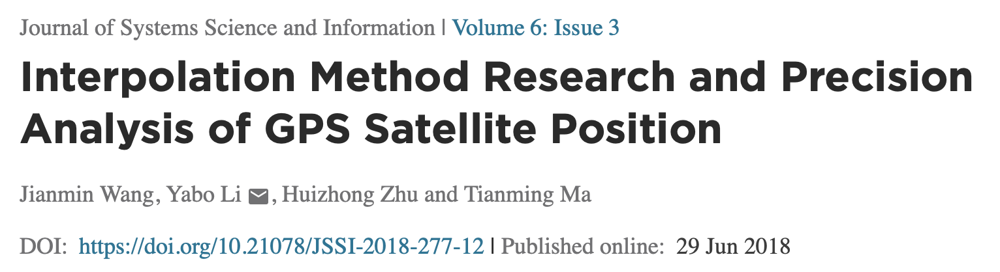 Journal of Systems Science and Information | Volume 6: Issue 3
Interpolation Method Research and Precision
Analysis of GPS Satellite Position
Jianmin Wang, Yabo Li , Huizhong Zhu and Tianming Ma
DOI: https://doi.org/10.21078/JSSI-2018-277-12 | Published online: 29 Jun 2018